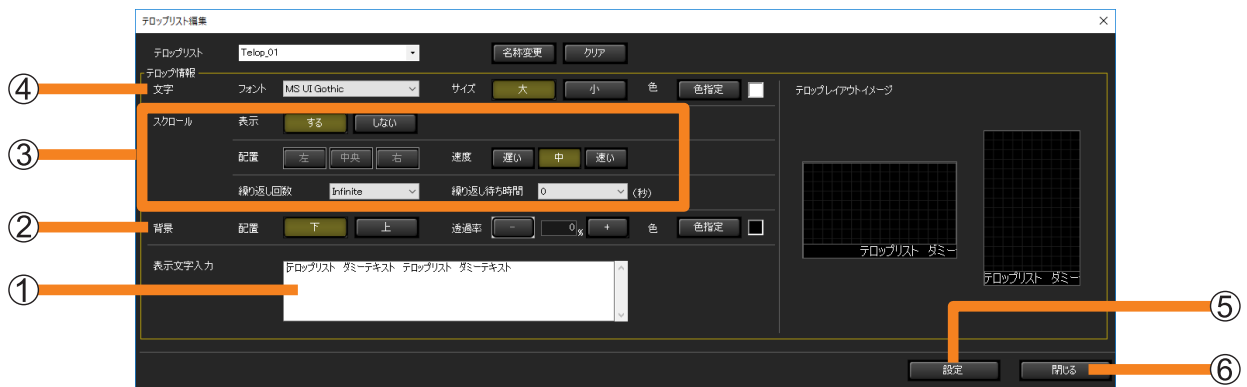 テロップリスト編集
テロップリスト Telop_01 名称変更 クリア
テロップ情報
④ 文字 フォント MS UI Gothic サイズ 大 小 色 色指定 テロップレイアウトイメージ
③ スクロール 表示 する しない
配置 左 中央 右 速度 遅い 中 速い
繰り返し回数 Infinite 繰り返し待ち時間 0 (秒)
② 背景 配置 下 上 透過率 - 0% + 色 色指定
テロップリスト ダミー
テロップリスト ダミー
表示文字入力
① テロップリスト ダミーテキスト テロップリスト ダミーテキスト
⑤
設定 閉じる ⑥